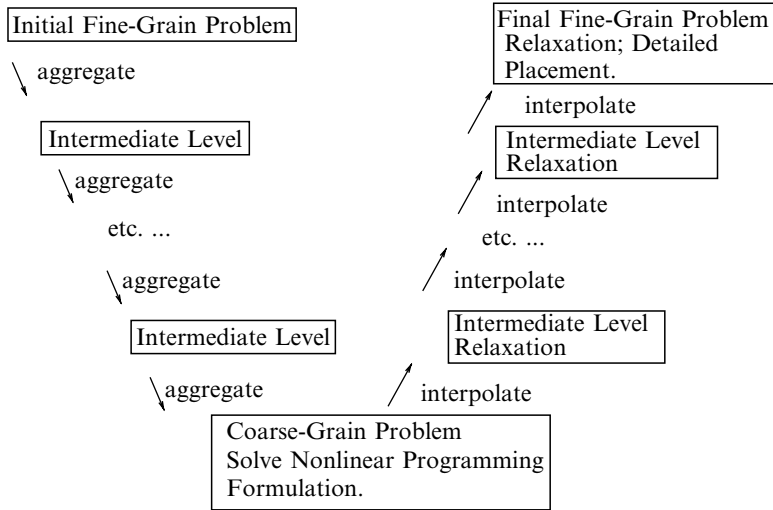 Initial Fine-Grain Problem
aggregate
Intermediate Level
aggregate
etc. ...
aggregate
Intermediate Level
aggregate
Coarse-Grain Problem
Solve Nonlinear Programming
Formulation.
interpolate
Intermediate Level
Relaxation
interpolate
etc. ...
interpolate
Intermediate Level
Relaxation
interpolate
Final Fine-Grain Problem
Relaxation; Detailed
Placement.